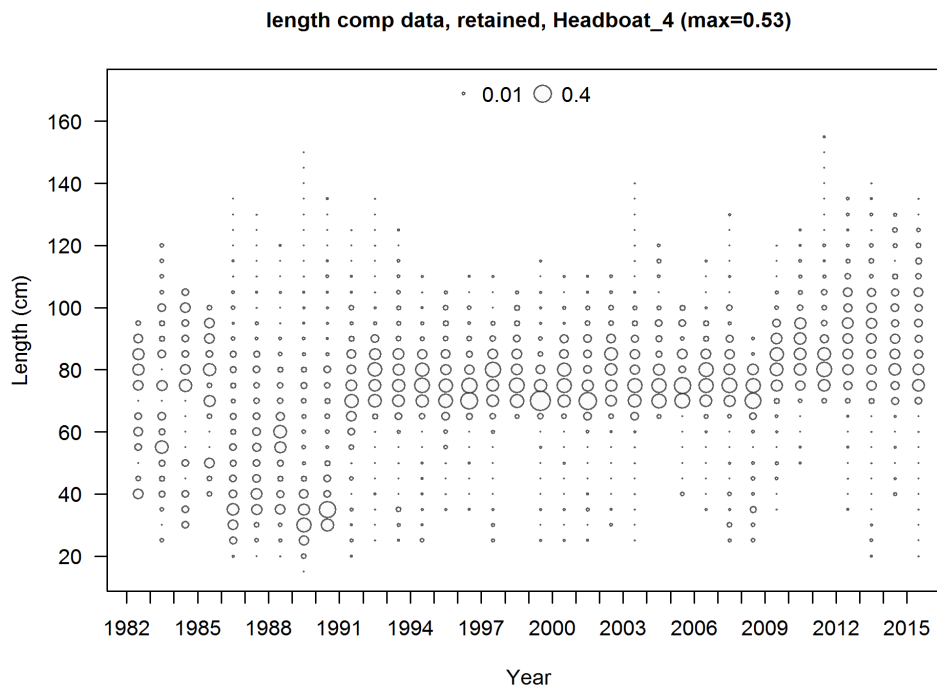 length comp data, retained, Headboat_4 (max=0.53)
0.01 0.4
160
140
120
100
80
60
40
20
Length (cm)
1982 1985 1988 1991 1994 1997 2000 2003 2006 2009 2012 2015
Year